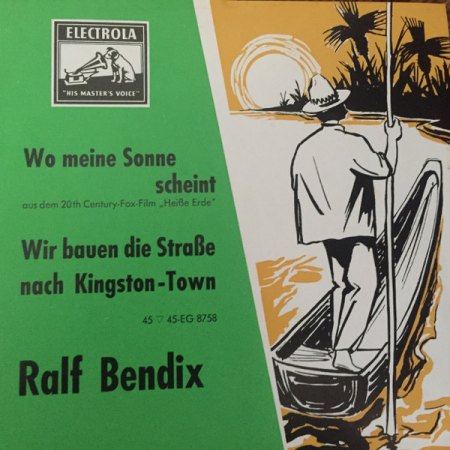 ELECTROLA
"HIS MASTER'S VOICE"
Wo meine Sonne
scheint
aus dem 20th Century-Fox-Film „Heiße Erde"
Wir bauen die Straße
nach Kingston-Town
45 ▽ 45-EG 8758
Ralf Bendix